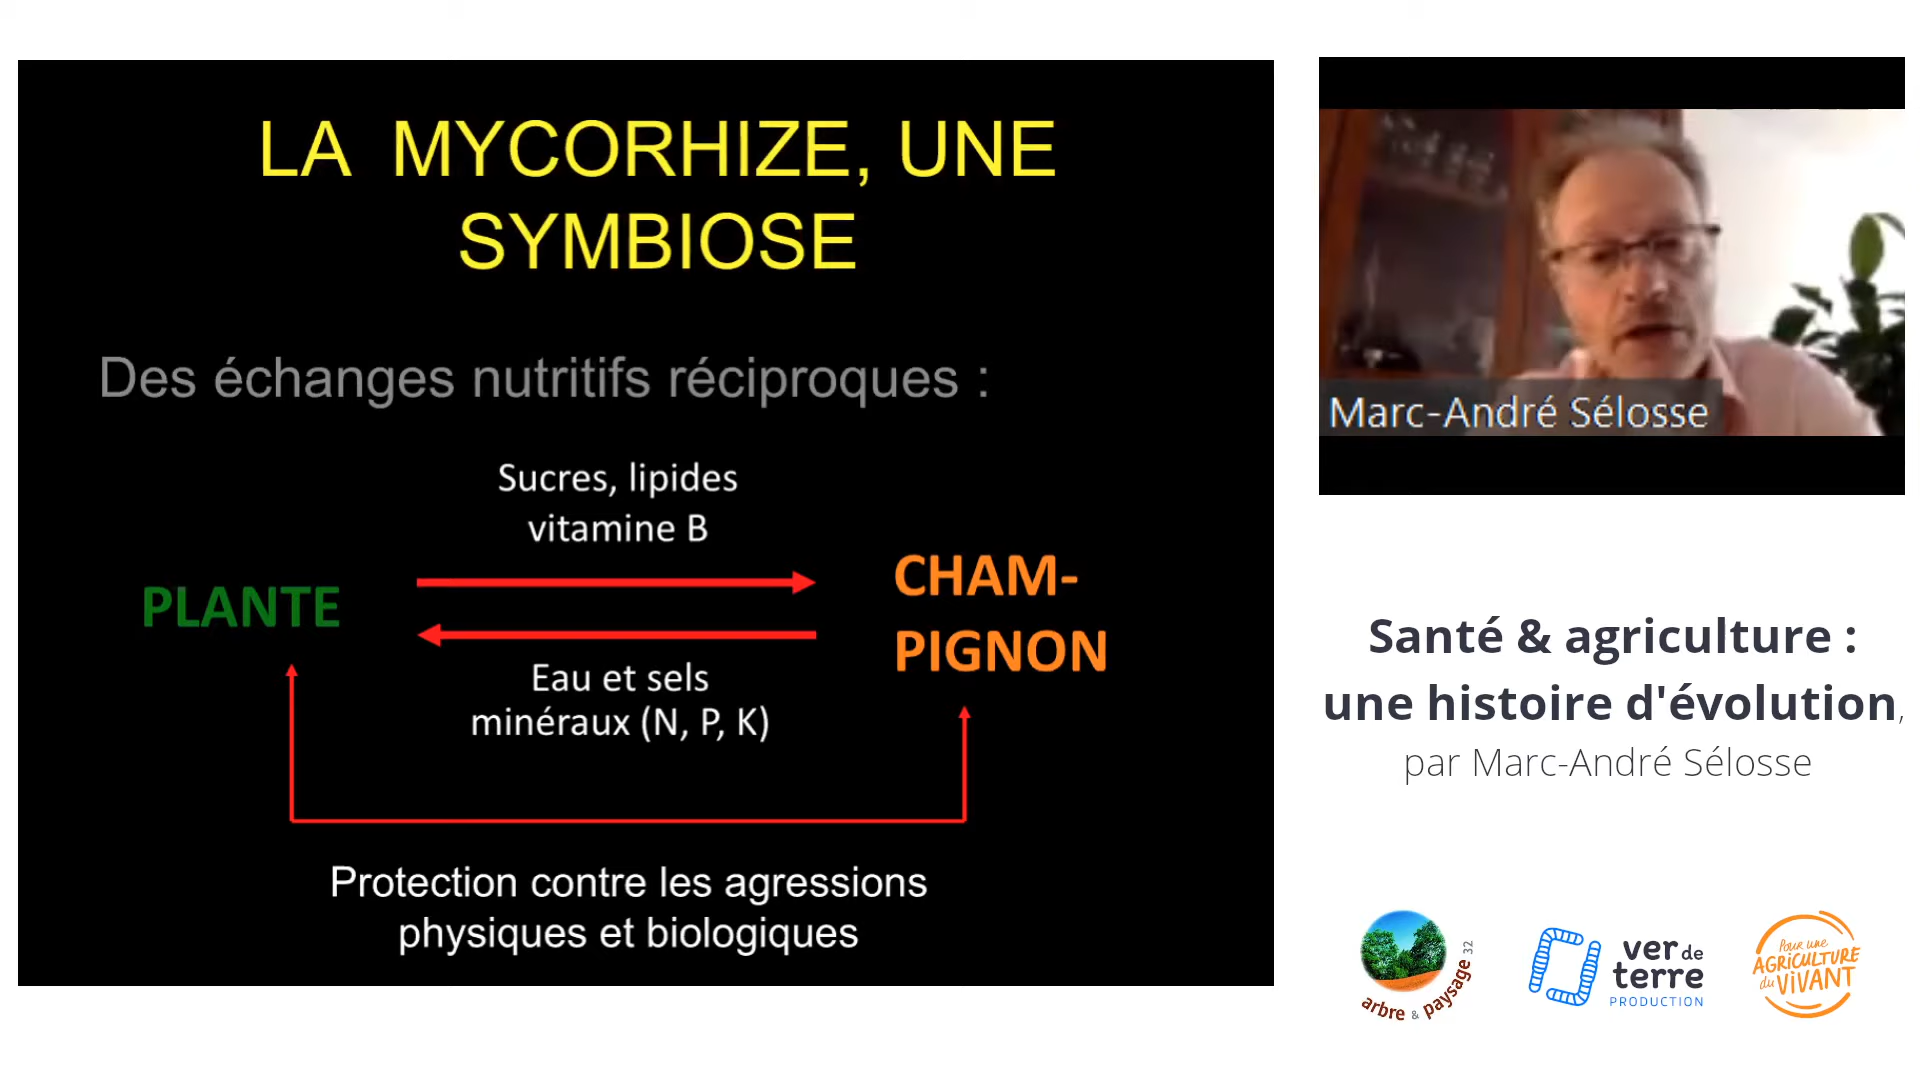 LA MYCORHIZE, UNE
SYMBIOSE
Des échanges nutritifs réciproques :
Sucres, lipides
vitamine B
PLANTE
CHAM-
PIGNON
Eau et sels
minéraux (N, P, K)
Protection contre les agressions
physiques et biologiques
Marc-André Sélosse
Santé & agriculture :
une histoire d'évolution,
par Marc-André Sélosse
arbre & paysage 32
ver de
terre
PRODUCTION
Pour une
AGRICULTURE
du VIVANT